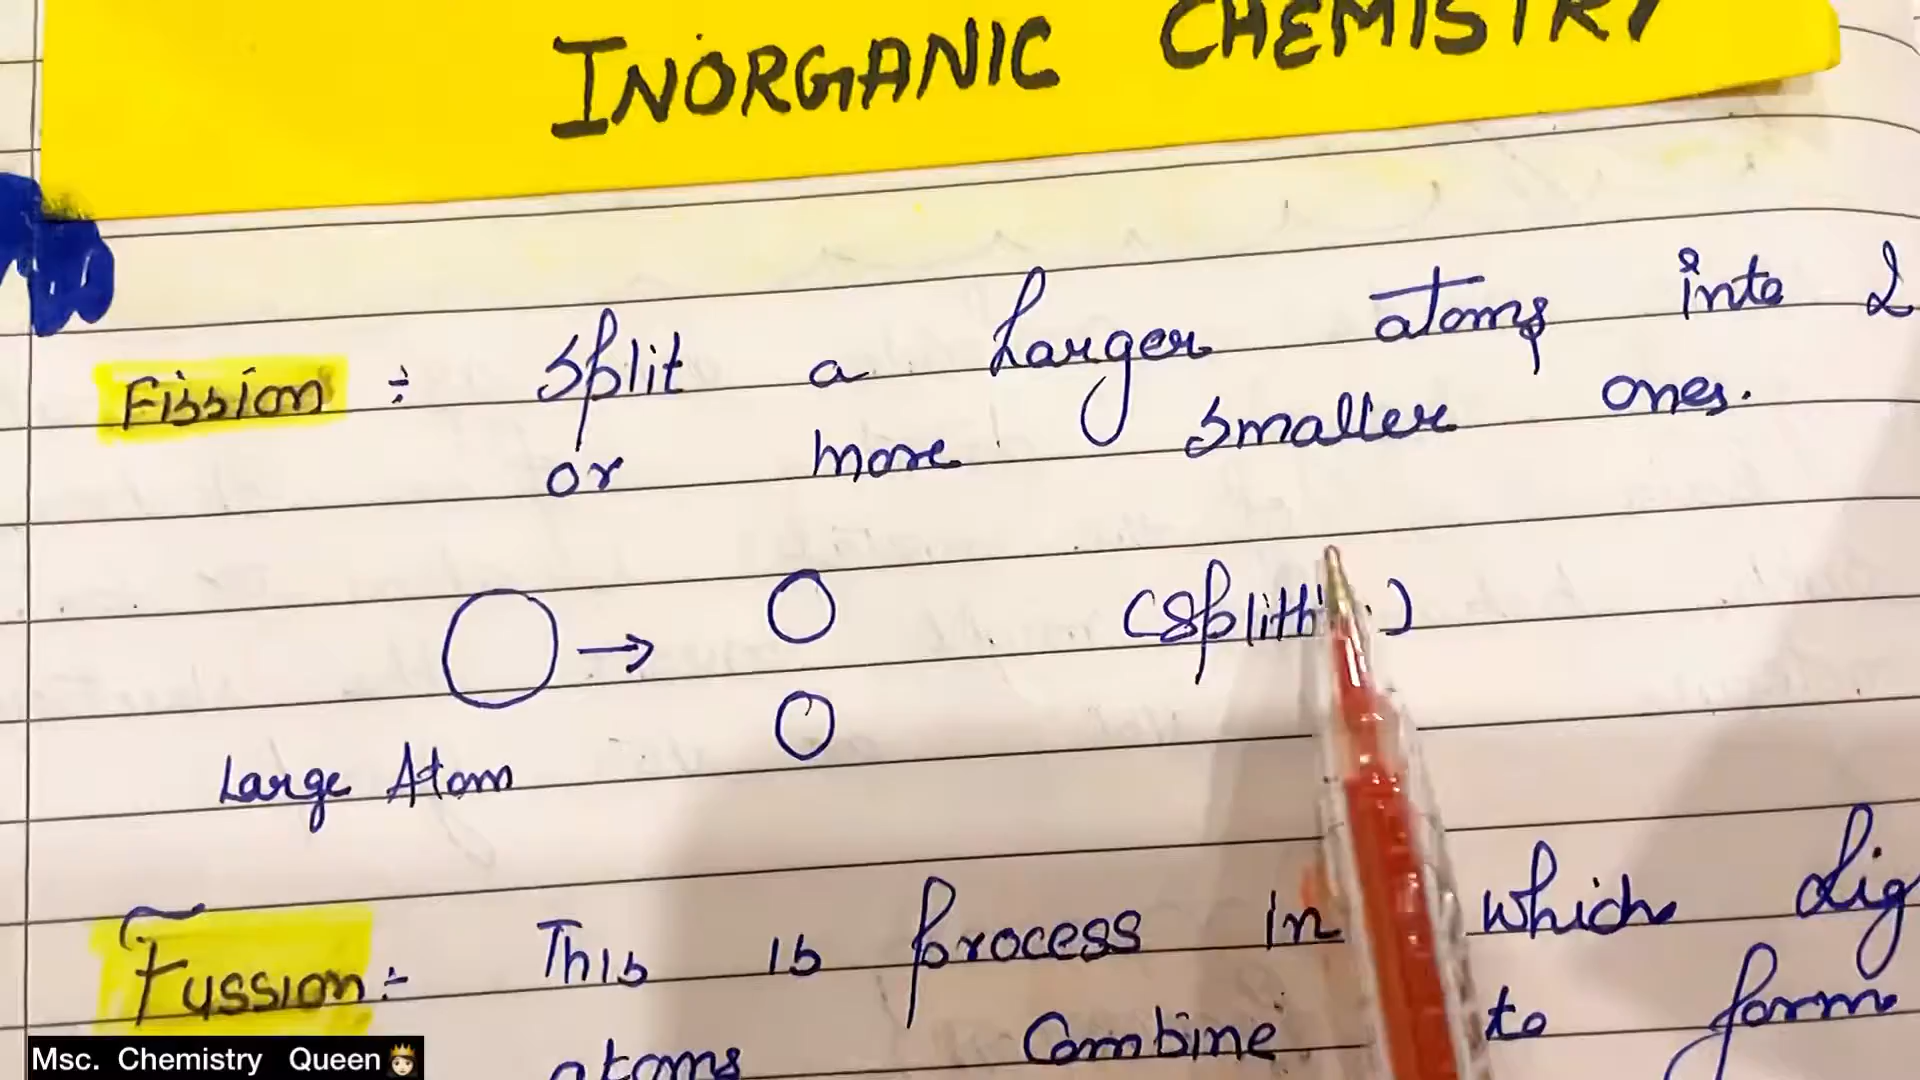 INORGANIC CHEMISTRY
Fission :- Split a Larger atoms into 2
or more smaller ones.
Large Atom
Fussion :- This is process in which
atoms Combine to form
Msc. Chemistry Queen👸